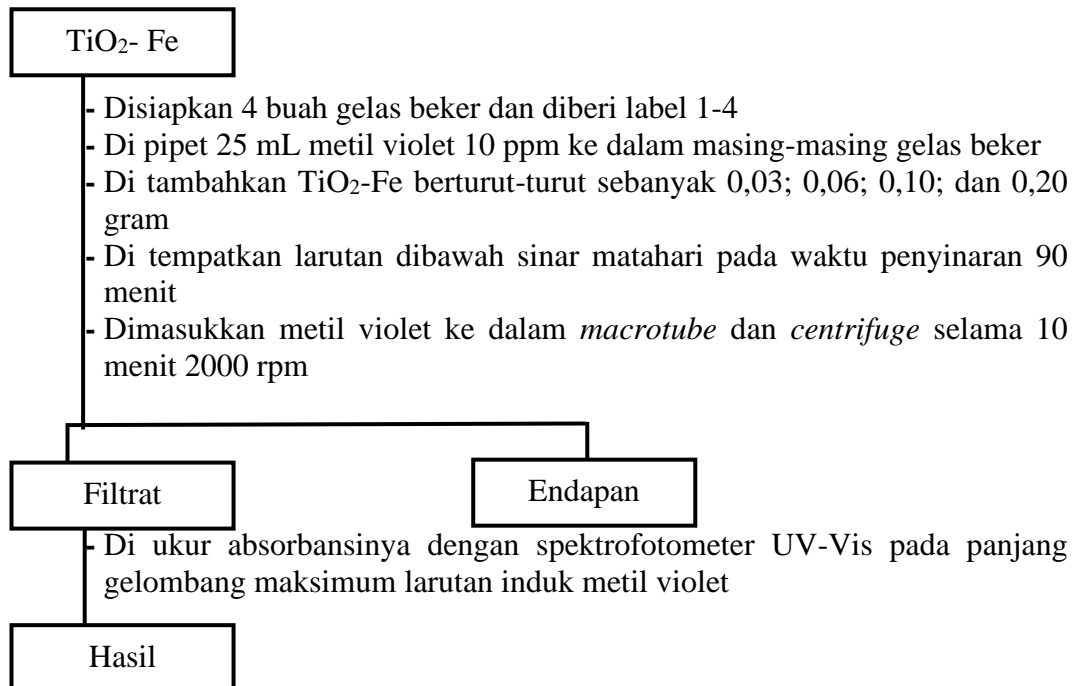 TiO₂- Fe
- Disiapkan 4 buah gelas beker dan diberi label 1-4
- Di pipet 25 mL metil violet 10 ppm ke dalam masing-masing gelas beker
- Di tambahkan TiO₂-Fe berturut-turut sebanyak 0,03; 0,06; 0,10; dan 0,20
gram
- Di tempatkan larutan dibawah sinar matahari pada waktu penyinaran 90
menit
- Dimasukkan metil violet ke dalam macrotube dan centrifuge selama 10
menit 2000 rpm
Filtrat
Endapan
- Di ukur absorbansinya dengan spektrofotometer UV-Vis pada panjang
gelombang maksimum larutan induk metil violet
Hasil